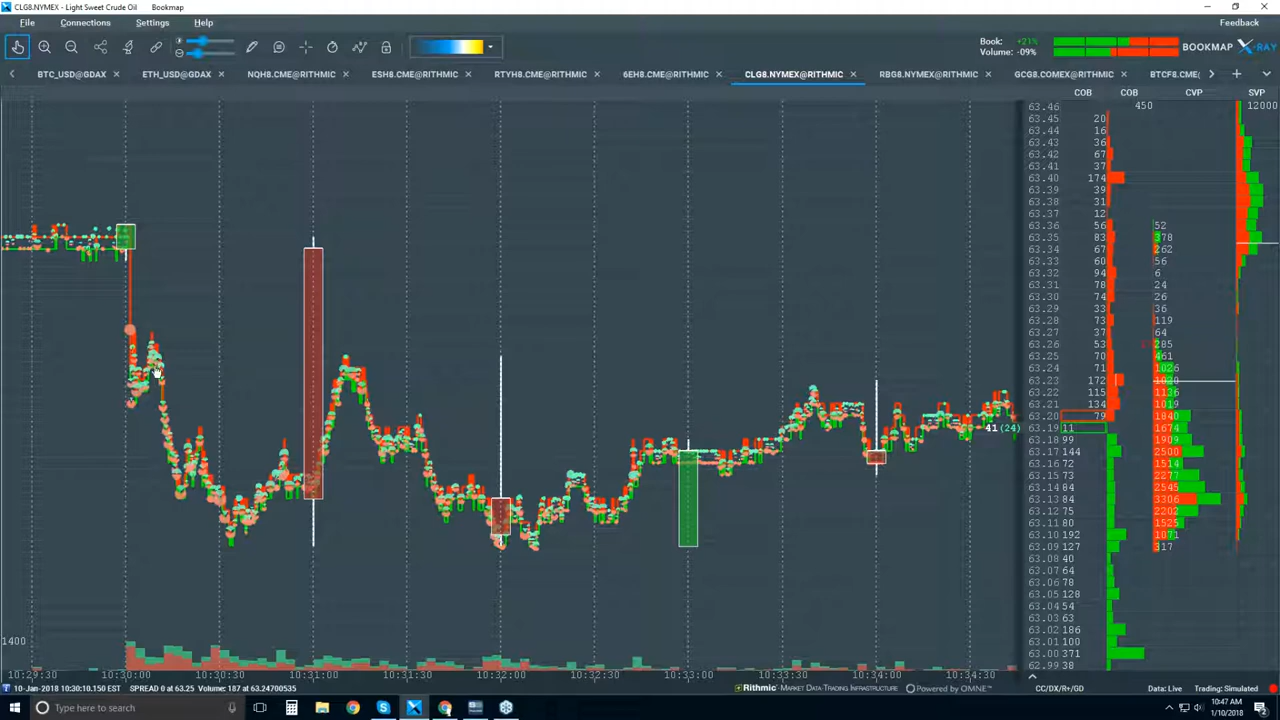 CLG8.NYMEX - Light Sweet Crude Oil Bookmap
File Connections Settings Help Feedback
Book: +21%
Volume: -09%
BOOKMAP X-RAY
BTC_USD@GDAX ETH_USD@GDAX NQH8.CME@RITHMIC ESH8.CME@RITHMIC RTYH8.CME@RITHMIC 6EH8.CME@RITHMIC CLG8.NYMEX@RITHMIC RBG8.NYMEX@RITHMIC GCG8.COMEX@RITHMIC BTCF8.CME@
COB COB CVP SVP
63.46 450 12000
63.45 20
63.44 16
63.43 36
63.42 67
63.41 37
63.40 174
63.39 39
63.38 31
63.37 12
63.36 56 52
63.35 83 378
63.34 67 262
63.33 60 56
63.32 94 6
63.31 78 24
63.30 74 26
63.29 33 36
63.28 73 119
63.27 37 64
63.26 53 285
63.25 70 461
63.24 71 1026
63.23 172
63.22 115 1136
63.21 134 1019
63.20 79 1840
41 (24) 63.19 11 1674
63.18 99 1909
63.17 144 2500
63.16 72 1514
63.15 73 2277
63.14 84 2545
63.13 84 3306
63.12 75 2202
63.11 80 1525
63.10 192 1071
63.09 127 317
63.08 40
63.07 64
63.06 78
63.05 128
63.04 54
63.03 63
63.02 186
1400 63.01 100
63.00 371
62.99 38
10:29:30 10:30:00 10:30:30 10:31:00 10:31:30 10:32:00 10:32:30 10:33:00 10:33:30 10:34:00 10:34:30
10-Jan-2018 10:30:10.150 EST SPREAD 0 at 63.25 Volume: 187 at 63.24700535 Rithmic - MARKET DATA-TRADING INFRASTRUCTURE Powered by OMNE™ CC/DX/R+/GD Data: Live Trading: Simulated
Type here to search 10:47 AM
1/10/2018 2